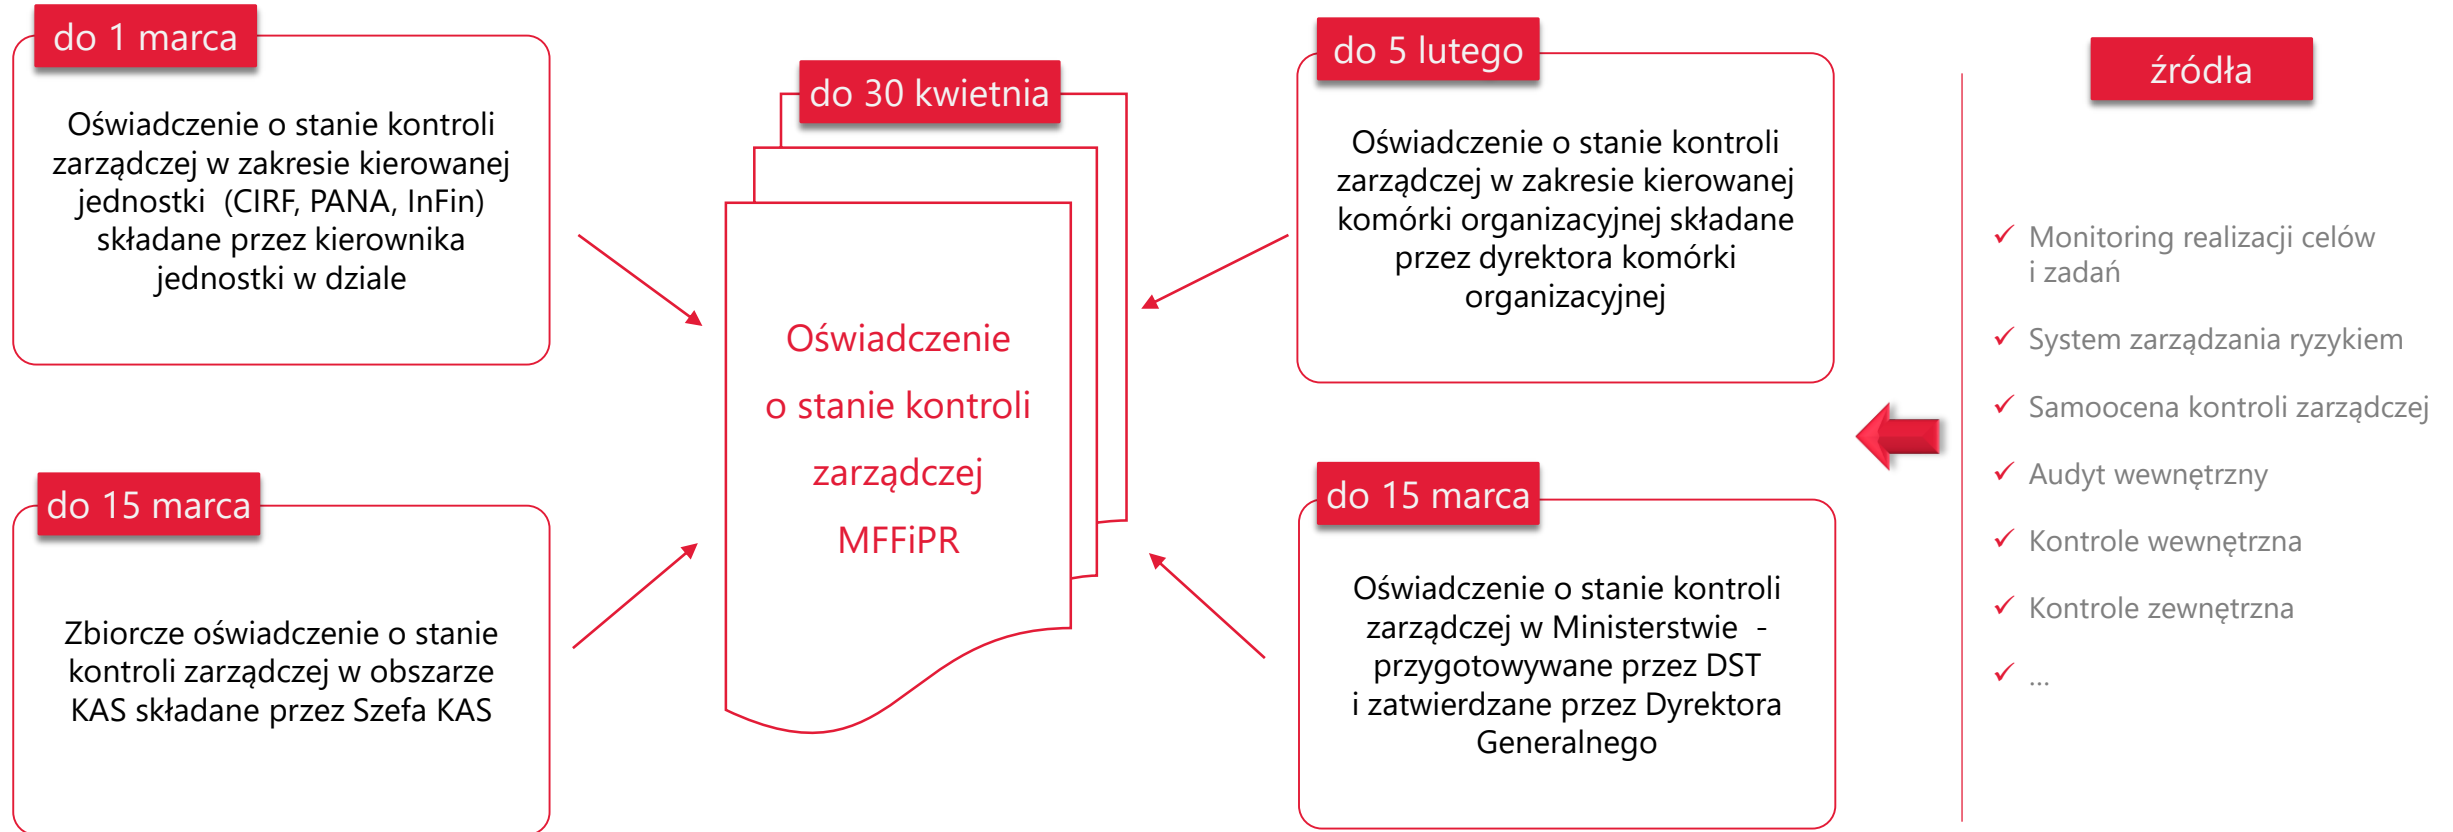 do 1 marca
Oświadczenie o stanie kontroli
zarządczej w zakresie kierowanej
jednostki (CIRF, PANA, InFin)
składane przez kierownika
jednostki w dziale
do 15 marca
Zbiorcze oświadczenie o stanie
kontroli zarządczej w obszarze
KAS składane przez Szefa KAS
do 30 kwietnia
Oświadczenie
o stanie kontroli
zarządczej
MFFiPR
do 5 lutego
Oświadczenie o stanie kontroli
zarządczej w zakresie kierowanej
komórki organizacyjnej składane
przez dyrektora komórki
organizacyjnej
do 15 marca
Oświadczenie o stanie kontroli
zarządczej w Ministerstwie -
przygotowywane przez DST
i zatwierdzane przez Dyrektora
Generalnego
źródła
✓ Monitoring realizacji celów
i zadań
✓ System zarządzania ryzykiem
✓ Samoocena kontroli zarządczej
✓ Audyt wewnętrzny
✓ Kontrole wewnętrzna
✓ Kontrole zewnętrzna
✓ ...